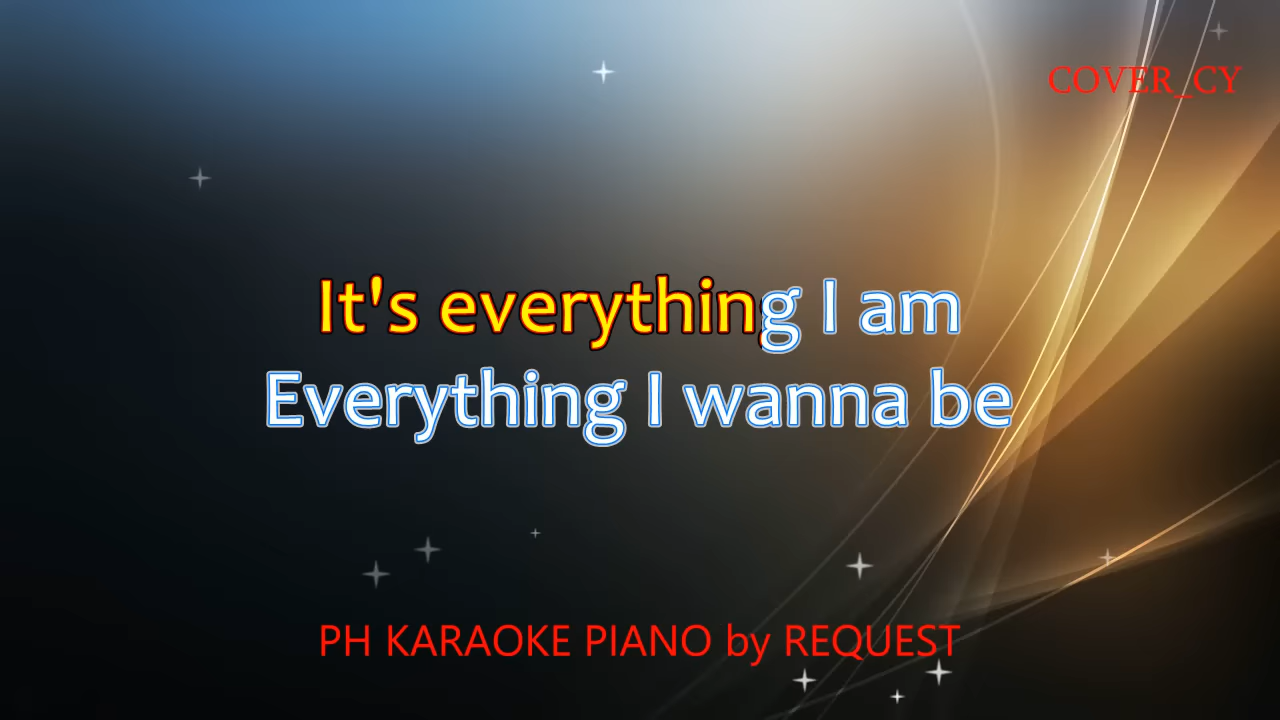 COVER_CY
It's everything I am
Everything I wanna be
PH KARAOKE PIANO by REQUEST